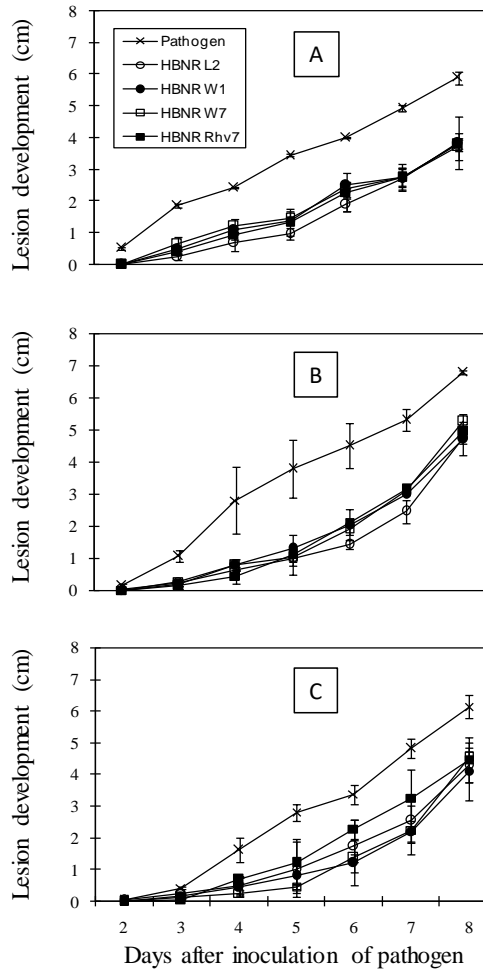 8
7
6
5
4
3
2
1
0
Lesion development (cm)
Pathogen
HBNR L2
HBNR W1
HBNR W7
HBNR Rhv7
A
8
7
6
5
4
3
2
1
0
Lesion development (cm)
B
8
7
6
5
4
3
2
1
0
Lesion development (cm)
C
2 3 4 5 6 7 8
Days after inoculation of pathogen